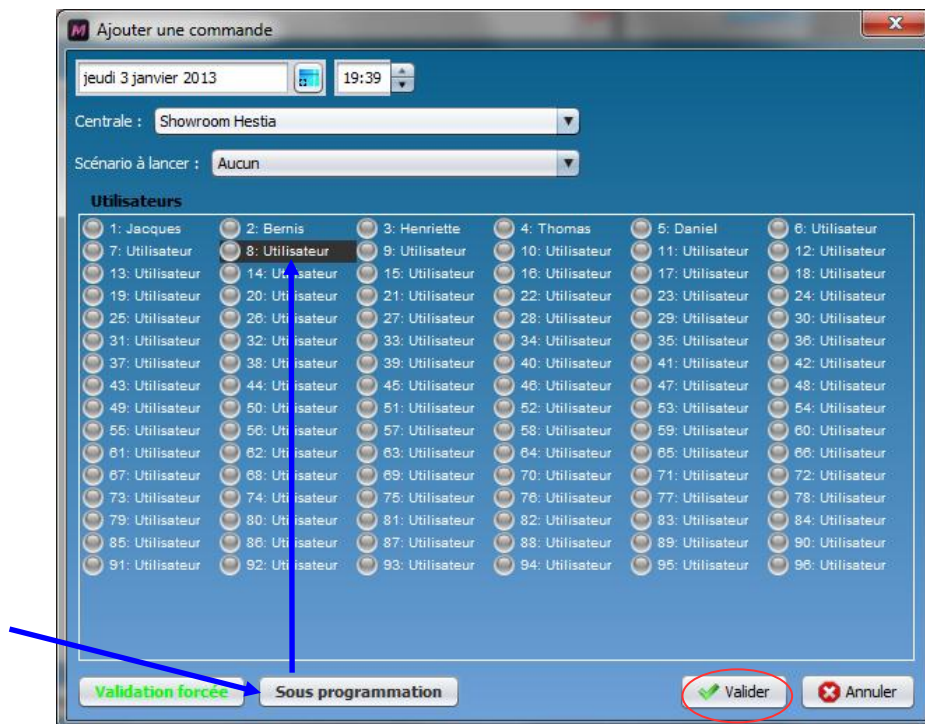 Ajouter une commande
jeudi 3 janvier 2013 19:39
Centrale : Showroom Hestia
Scénario à lancer : Aucun
Utilisateurs
1: Jacques 2: Bernis 3: Henriette 4: Thomas 5: Daniel 6: Utilisateur
7: Utilisateur 8: Utilisateur 9: Utilisateur 10: Utilisateur 11: Utilisateur 12: Utilisateur
13: Utilisateur 14: Utilisateur 15: Utilisateur 16: Utilisateur 17: Utilisateur 18: Utilisateur
19: Utilisateur 20: Utilisateur 21: Utilisateur 22: Utilisateur 23: Utilisateur 24: Utilisateur
25: Utilisateur 26: Utilisateur 27: Utilisateur 28: Utilisateur 29: Utilisateur 30: Utilisateur
31: Utilisateur 32: Utilisateur 33: Utilisateur 34: Utilisateur 35: Utilisateur 36: Utilisateur
37: Utilisateur 38: Utilisateur 39: Utilisateur 40: Utilisateur 41: Utilisateur 42: Utilisateur
43: Utilisateur 44: Utilisateur 45: Utilisateur 46: Utilisateur 47: Utilisateur 48: Utilisateur
49: Utilisateur 50: Utilisateur 51: Utilisateur 52: Utilisateur 53: Utilisateur 54: Utilisateur
55: Utilisateur 56: Utilisateur 57: Utilisateur 58: Utilisateur 59: Utilisateur 60: Utilisateur
61: Utilisateur 62: Utilisateur 63: Utilisateur 64: Utilisateur 65: Utilisateur 66: Utilisateur
67: Utilisateur 68: Utilisateur 69: Utilisateur 70: Utilisateur 71: Utilisateur 72: Utilisateur
73: Utilisateur 74: Utilisateur 75: Utilisateur 76: Utilisateur 77: Utilisateur 78: Utilisateur
79: Utilisateur 80: Utilisateur 81: Utilisateur 82: Utilisateur 83: Utilisateur 84: Utilisateur
85: Utilisateur 86: Utilisateur 87: Utilisateur 88: Utilisateur 89: Utilisateur 90: Utilisateur
91: Utilisateur 92: Utilisateur 93: Utilisateur 94: Utilisateur 95: Utilisateur 96: Utilisateur
Validation forcée Sous programmation Valider Annuler